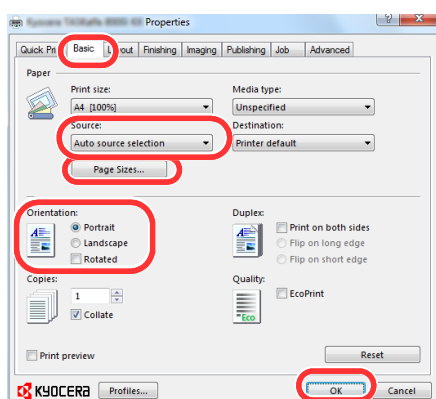 Properties
Quick Pri Basic out Finishing Imaging Publishing Job Advanced
Paper
Print size: Media type:
A4 [100%] Unspecified
Source: Destination:
Auto source selection Printer default
Page Sizes...
Orientation: Duplex:
Portrait Print on both sides
Landscape Flip on long edge
Rotated Flip on short edge
Copies: Quality:
1 EcoPrint
Collate
Eco
Print preview Reset
KYOCERA Profiles... OK Cancel